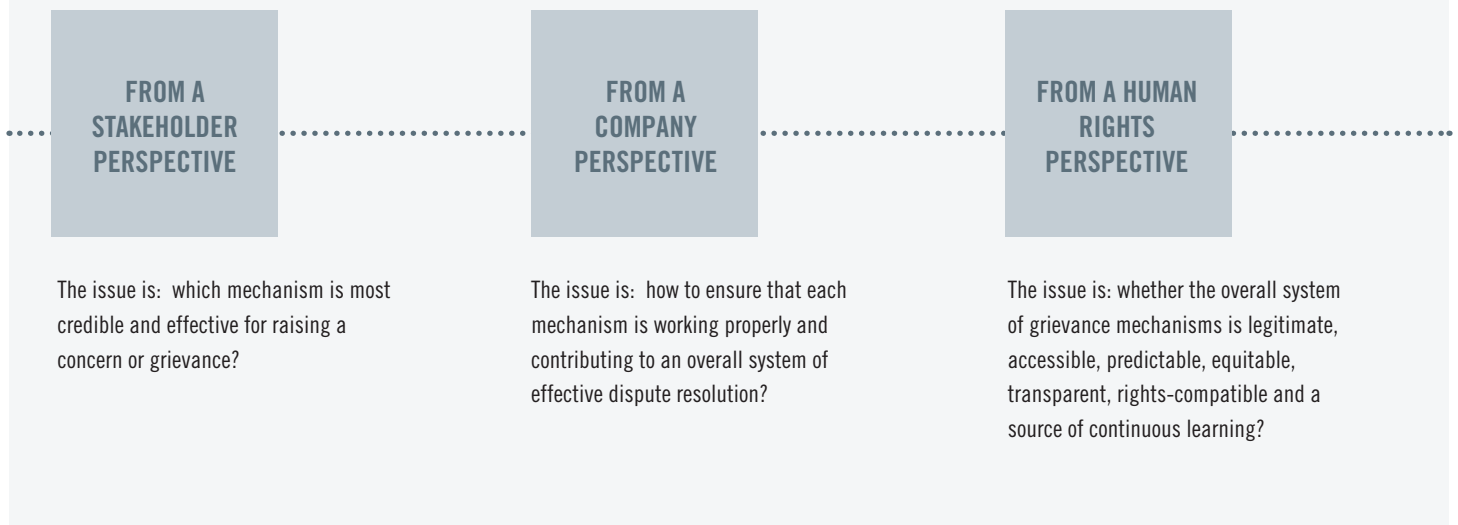 FROM A
STAKEHOLDER
PERSPECTIVE
The issue is:  which mechanism is most
credible and effective for raising a
concern or grievance?
FROM A
COMPANY
PERSPECTIVE
The issue is:  how to ensure that each
mechanism is working properly and
contributing to an overall system of
effective dispute resolution?
FROM A HUMAN
RIGHTS
PERSPECTIVE
The issue is: whether the overall system
of grievance mechanisms is legitimate,
accessible, predictable, equitable,
transparent, rights-compatible and a
source of continuous learning?